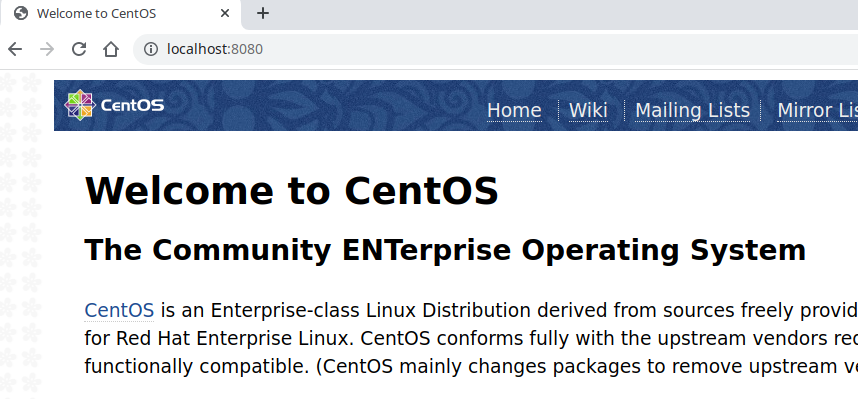 Welcome to CentOS
localhost:8080
CentOS
Home Wiki Mailing Lists Mirror Lis
Welcome to CentOS
The Community ENTerprise Operating System
CentOS is an Enterprise-class Linux Distribution derived from sources freely provid
for Red Hat Enterprise Linux. CentOS conforms fully with the upstream vendors red
functionally compatible. (CentOS mainly changes packages to remove upstream ve